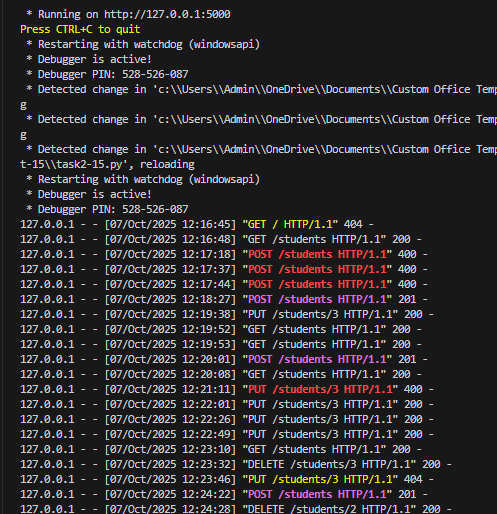 * Running on http://127.0.0.1:5000
Press CTRL+C to quit
* Restarting with watchdog (windowsapi)
* Debugger is active!
* Debugger PIN: 528-526-087
* Detected change in 'c:\\Users\\Admin\\OneDrive\\Documents\\Custom Office Temp
g
* Detected change in 'c:\\Users\\Admin\\OneDrive\\Documents\\Custom Office Temp
g
* Detected change in 'c:\\Users\\Admin\\OneDrive\\Documents\\Custom Office Temp
t-15\\task2-15.py', reloading
* Restarting with watchdog (windowsapi)
* Debugger is active!
* Debugger PIN: 528-526-087
127.0.0.1 - - [07/Oct/2025 12:16:45] "GET / HTTP/1.1" 404 -
127.0.0.1 - - [07/Oct/2025 12:16:48] "GET /students HTTP/1.1" 200 -
127.0.0.1 - - [07/Oct/2025 12:17:18] "POST /students HTTP/1.1" 400 -
127.0.0.1 - - [07/Oct/2025 12:17:37] "POST /students HTTP/1.1" 400 -
127.0.0.1 - - [07/Oct/2025 12:17:44] "POST /students HTTP/1.1" 400 -
127.0.0.1 - - [07/Oct/2025 12:18:27] "POST /students HTTP/1.1" 201 -
127.0.0.1 - - [07/Oct/2025 12:19:38] "PUT /students/3 HTTP/1.1" 200 -
127.0.0.1 - - [07/Oct/2025 12:19:52] "GET /students HTTP/1.1" 200 -
127.0.0.1 - - [07/Oct/2025 12:19:53] "GET /students HTTP/1.1" 200 -
127.0.0.1 - - [07/Oct/2025 12:20:01] "POST /students HTTP/1.1" 201 -
127.0.0.1 - - [07/Oct/2025 12:20:08] "GET /students HTTP/1.1" 200 -
127.0.0.1 - - [07/Oct/2025 12:21:11] "PUT /students/3 HTTP/1.1" 400 -
127.0.0.1 - - [07/Oct/2025 12:22:01] "PUT /students/3 HTTP/1.1" 200 -
127.0.0.1 - - [07/Oct/2025 12:22:26] "PUT /students/3 HTTP/1.1" 200 -
127.0.0.1 - - [07/Oct/2025 12:22:49] "PUT /students/3 HTTP/1.1" 200 -
127.0.0.1 - - [07/Oct/2025 12:23:10] "GET /students HTTP/1.1" 200 -
127.0.0.1 - - [07/Oct/2025 12:23:32] "DELETE /students/3 HTTP/1.1" 200 -
127.0.0.1 - - [07/Oct/2025 12:23:46] "PUT /students/3 HTTP/1.1" 404 -
127.0.0.1 - - [07/Oct/2025 12:24:22] "POST /students HTTP/1.1" 201 -
127.0.0.1 - - [07/Oct/2025 12:24:28] "DELETE /students/2 HTTP/1.1" 200 -